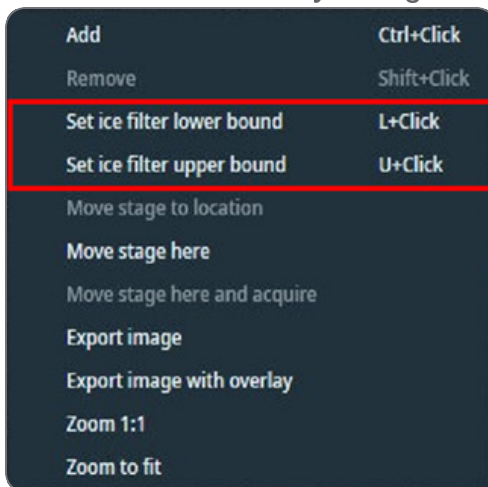 Add Ctrl+Click
Remove Shift+Click
Set ice filter lower bound L+Click
Set ice filter upper bound U+Click
Move stage to location
Move stage here
Move stage here and acquire
Export image
Export image with overlay
Zoom 1:1
Zoom to fit